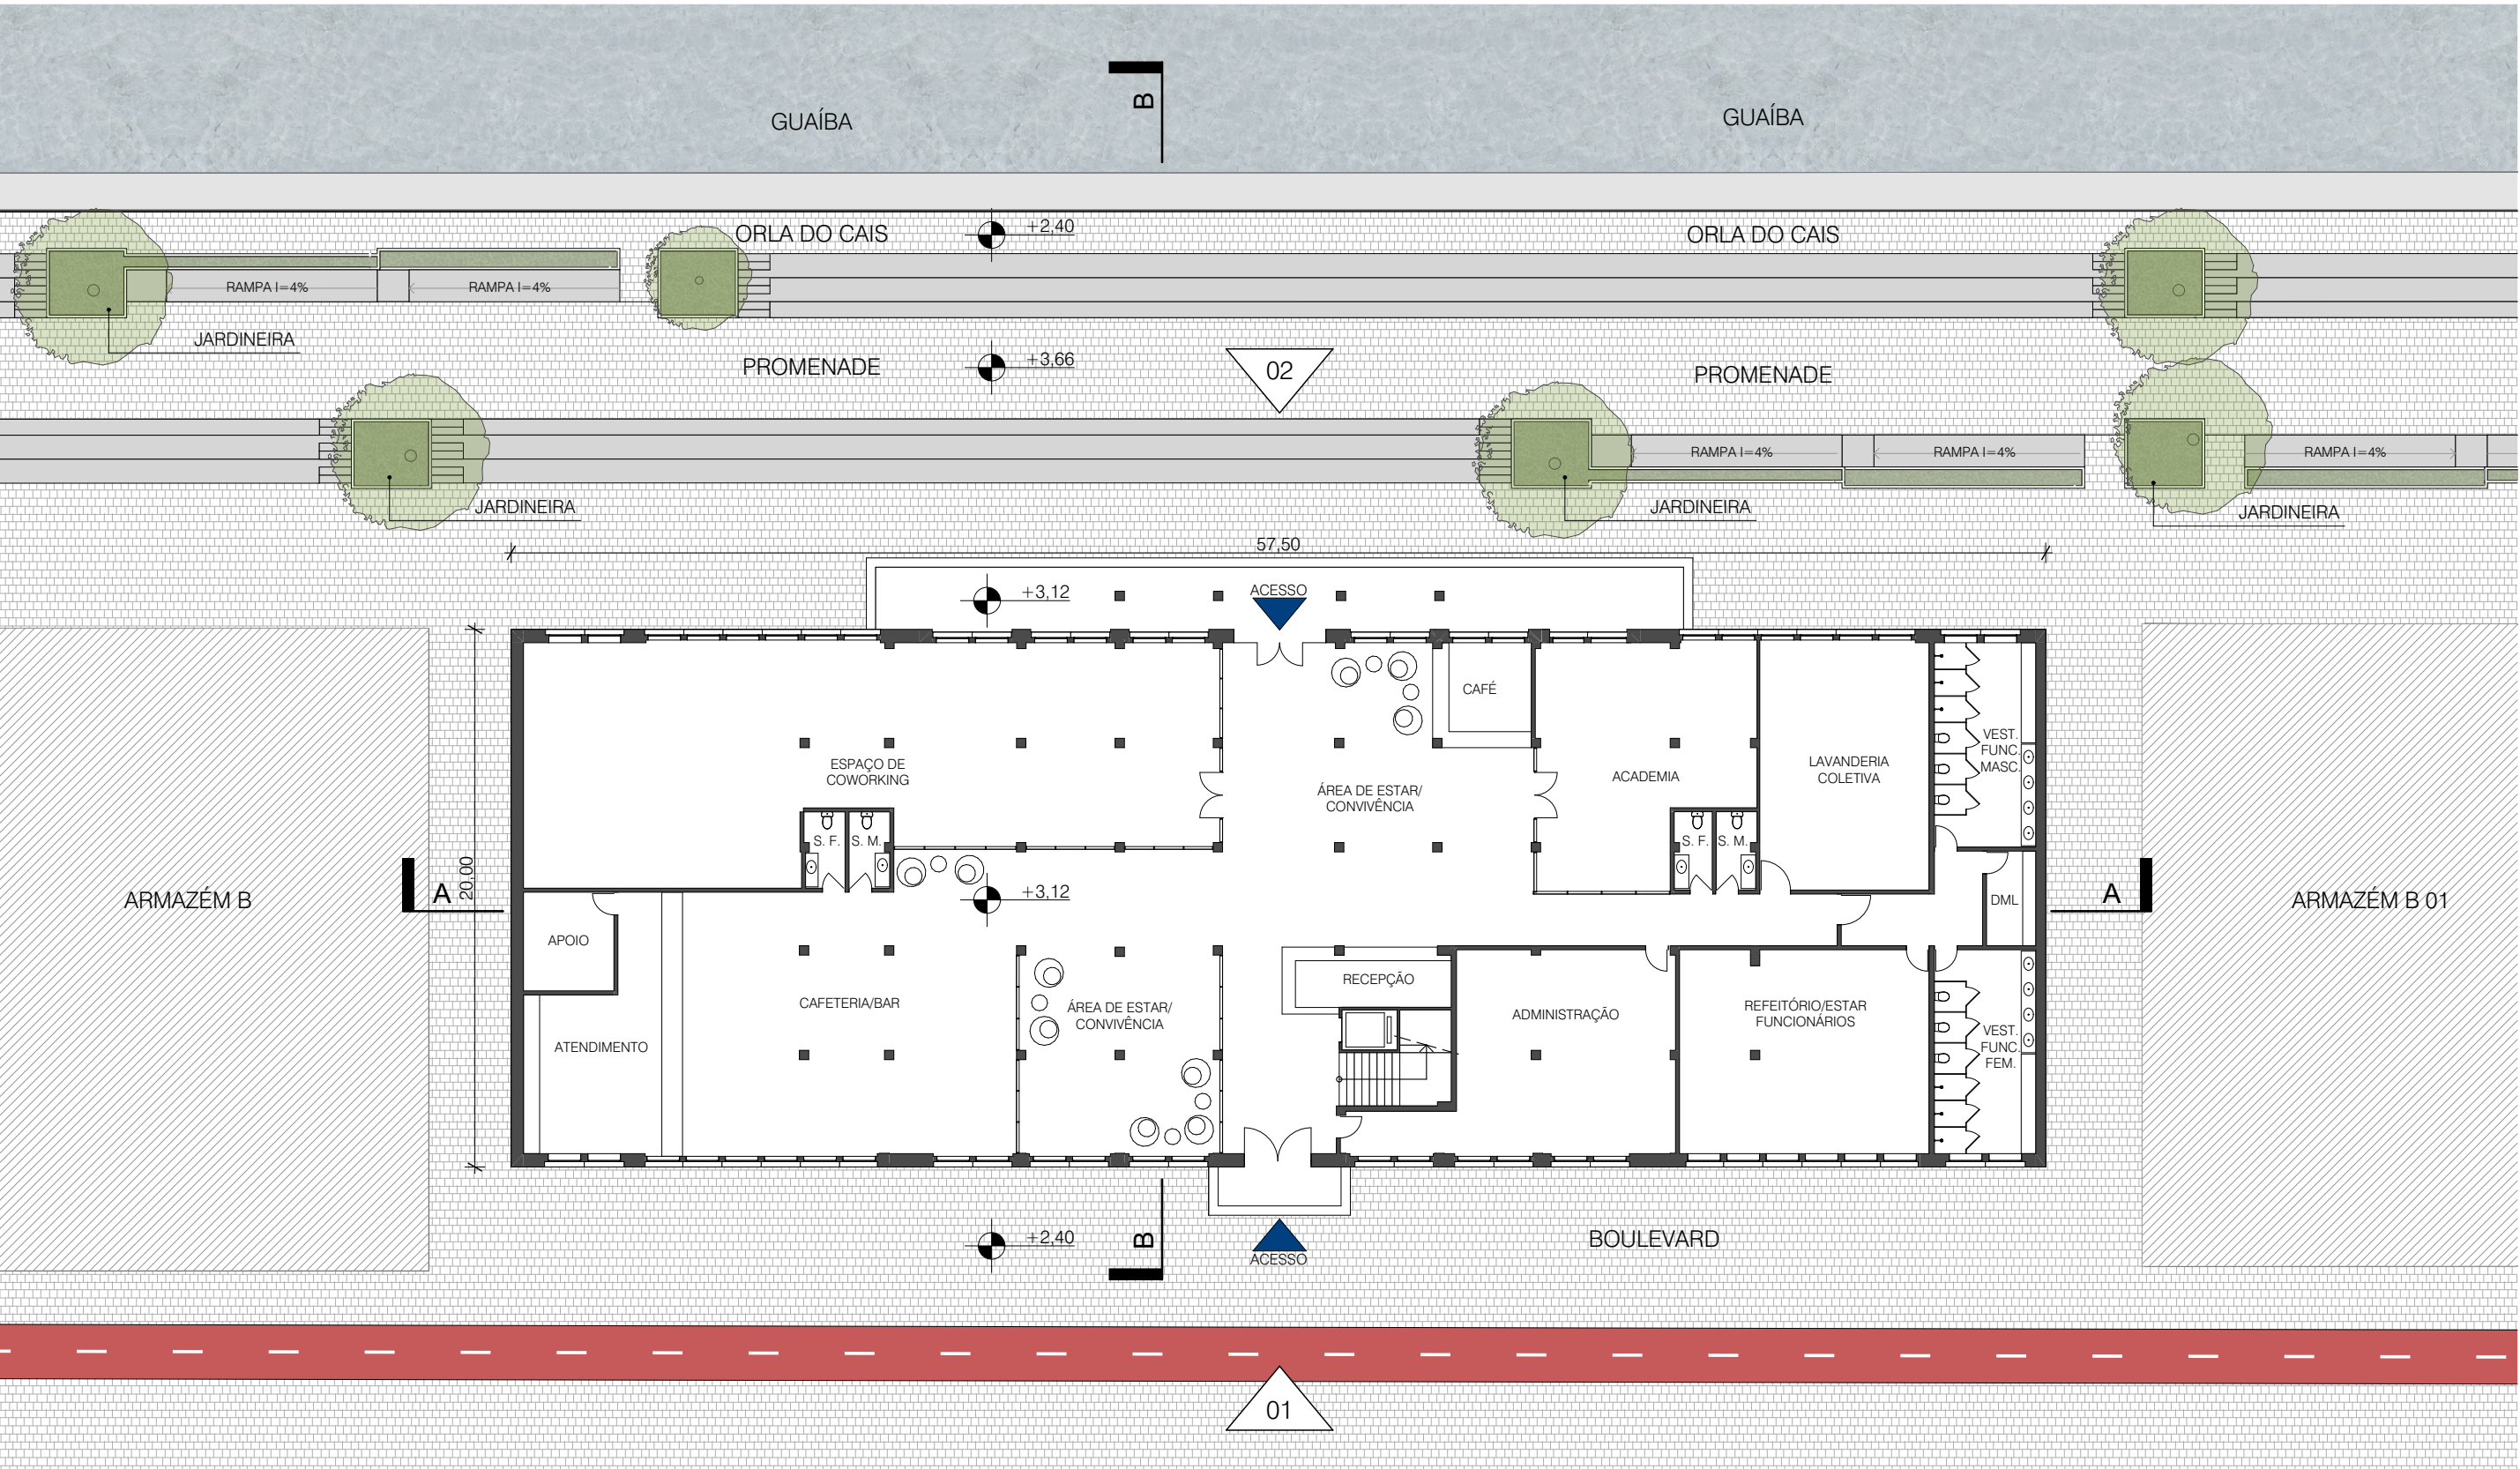 B
GUAÍBA
GUAÍBA
ORLA DO CAIS
+2,40
ORLA DO CAIS
RAMPA I=4%
RAMPA I=4%
JARDINEIRA
PROMENADE
+3,66
02
PROMENADE
RAMPA I=4%
RAMPA I=4%
RAMPA I=4%
JARDINEIRA
JARDINEIRA
JARDINEIRA
57,50
+3,12
ACESSO
CAFÉ
ESPAÇO DE
COWORKING
ÁREA DE ESTAR/
CONVIVÊNCIA
ACADEMIA
LAVANDERIA
COLETIVA
VEST.
FUNC.
MASC.
S. F.
S. M.
S. F.
S. M.
ARMAZÉM B
A
20,00
+3,12
DML
A
ARMAZÉM B 01
APOIO
ATENDIMENTO
CAFETERIA/BAR
ÁREA DE ESTAR/
CONVIVÊNCIA
RECEPÇÃO
ADMINISTRAÇÃO
REFEITÓRIO/ESTAR
FUNCIONÁRIOS
VEST.
FUNC.
FEM.
+2,40
B
ACESSO
BOULEVARD
01